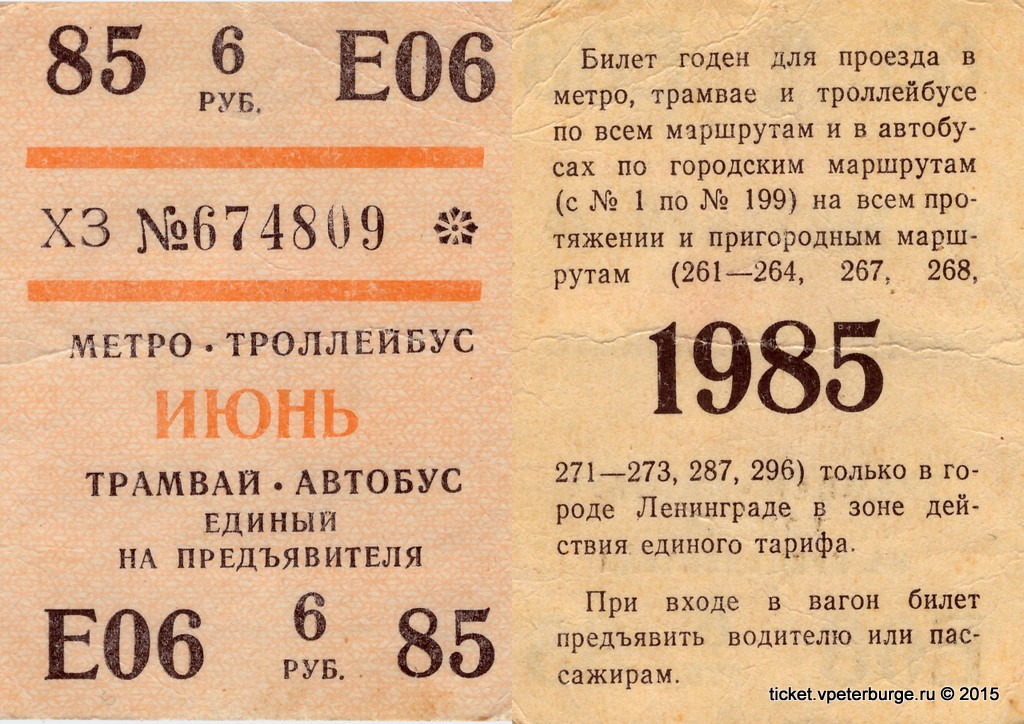 85 6 РУБ. Е06
ХЗ №674809
МЕТРО • ТРОЛЛЕЙБУС
ИЮНЬ
ТРАМВАЙ • АВТОБУС
ЕДИНЫЙ
НА ПРЕДЪЯВИТЕЛЯ
Е06 6 РУБ. 85
Билет годен для проезда в
метро, трамвае и троллейбусе
по всем маршрутам и в автобу-
сах по городским маршрутам
(с № 1 по № 199) на всем про-
тяжении и пригородным марш-
рутам (261—264, 267, 268,
1985
271—273, 287, 296) только в го-
роде Ленинграде в зоне дей-
ствия единого тарифа.
При входе в вагон билет
предъявить водителю или пас-
сажирам.
ticket.vpeterburge.ru © 2015